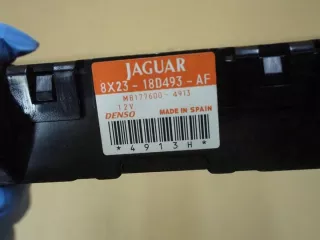 JAGUAR
8X23-18D493-AF
MB177600-4913
12V
DENSO MADE IN SPAIN
*4913H*